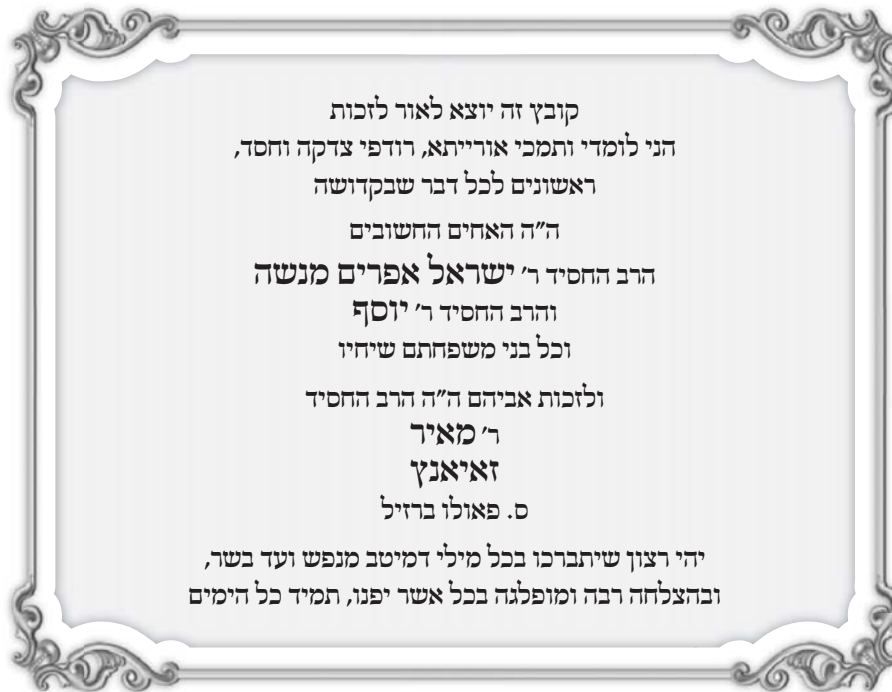 קובץ זה יוצא לאור לזכות
הני לומדי ותמכי אורייתא, רודפי צדקה וחסד,
ראשונים לכל דבר שבקדושה
ה״ה האחים החשובים
הרב החסיד ר׳ ישראל אפרים מנשה
והרב החסיד ר׳ יוסף
וכל בני משפחתם שיחיו
ולזכות אביהם ה״ה הרב החסיד
ר׳ מאיר
זאיאנץ
ס. פאולו ברזיל
יהי רצון שיתברכו בכל מילי דמיטב מנפש ועד בשר,
ובהצלחה רבה ומופלגה בכל אשר יפנו, תמיד כל הימים